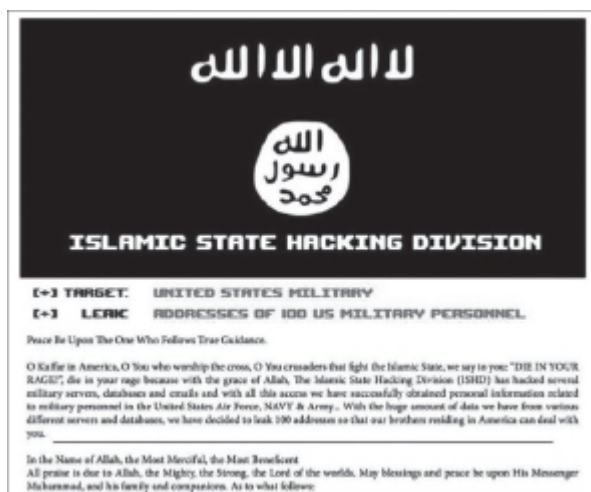 لا اله الا الله
الله
رسول
محمد
ISLAMIC STATE HACKING DIVISION
[+] TARGET: UNITED STATES MILITARY
[+] LEAK: ADDRESSES OF 100 US MILITARY PERSONNEL
Peace Be Upon The One Who Follows True Guidance.
O Kuffar in America, O You who worship the cross, O You crusaders that fight the Islamic State, we say to you: "DIE IN YOUR
RAGE!", die in your rage because with the grace of Allah, The Islamic State Hacking Division (ISHD) has hacked several
military servers, databases and emails and with all this access we have successfully obtained personal information related
to military personnel in the United States Air Force, NAVY & Army... With the huge amount of data we have from various
different servers and databases, we have decided to leak 100 addresses so that our brothers residing in America can deal with
you.
In the Name of Allah, the Most Merciful, the Most Beneficent
All praise is due to Allah, the Mighty, the Strong, the Lord of the worlds. May blessings and peace be upon His Messenger
Muhammad, and his family and companions. As to what follows: